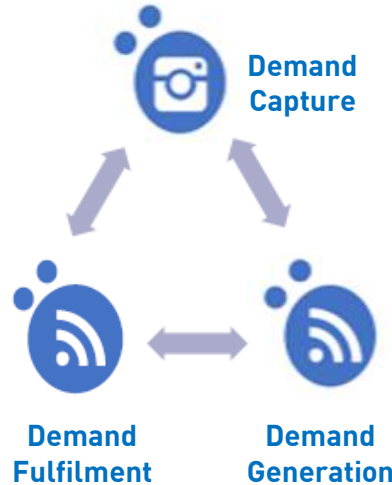 Demand
Capture
Demand
Fulfilment
Demand
Generation